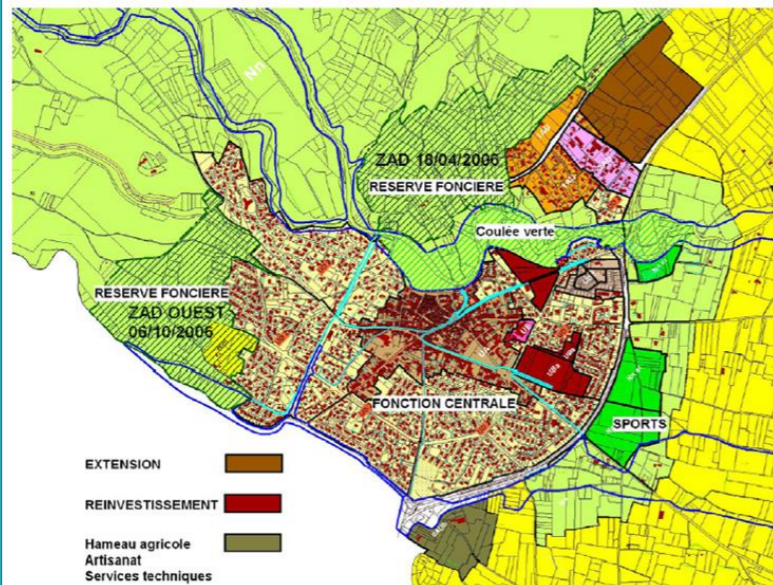 Nn
ZAD 18/04/2006
RESERVE FONCIERE
Coulée verte
RESERVE FONCIERE
ZAD OUEST
06/10/2006
FONCTION CENTRALE
SPORTS
EXTENSION
REINVESTISSEMENT
Hameau agricole
Artisanat
Services techniques